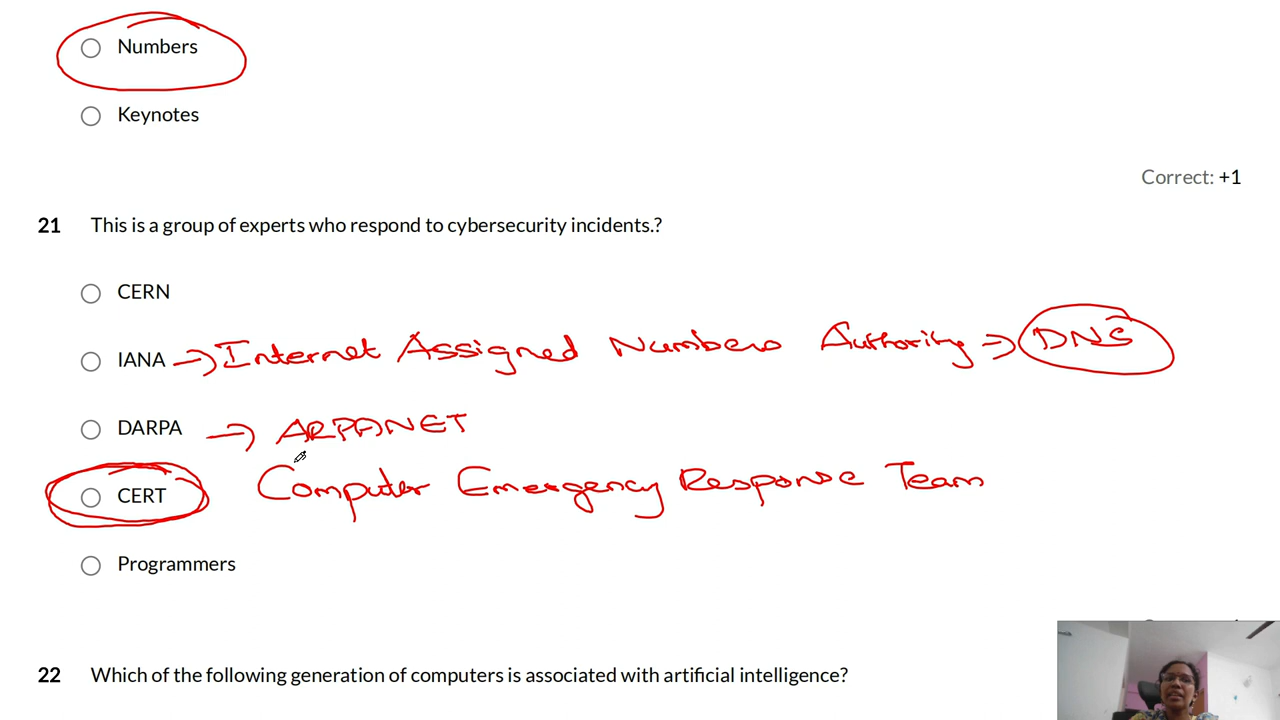 Numbers
Keynotes
Correct: +1
21 This is a group of experts who respond to cybersecurity incidents.?
CERN
IANA → Internet Assigned Numbers Authority ⇒ DNS
DARPA → ARPANET
CERT Computer Emergency Response Team
Programmers
22 Which of the following generation of computers is associated with artificial intelligence?